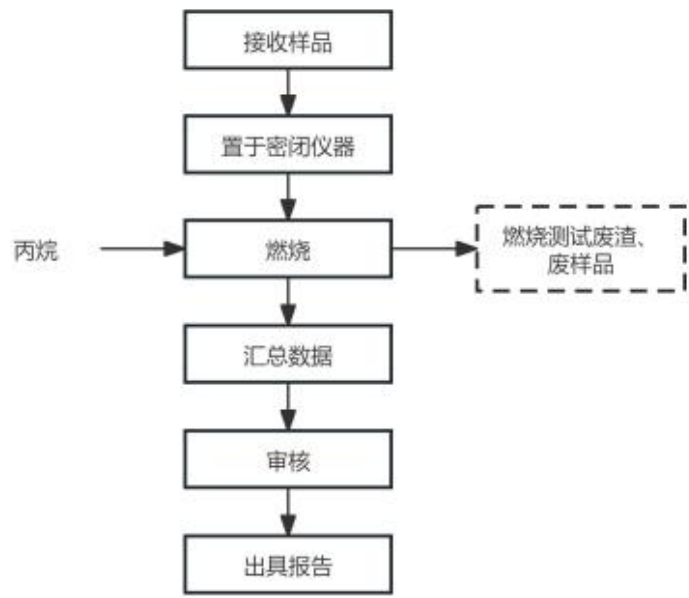 接收样品
置于密闭仪器
丙烷
燃烧
燃烧测试废渣、
废样品
汇总数据
审核
出具报告